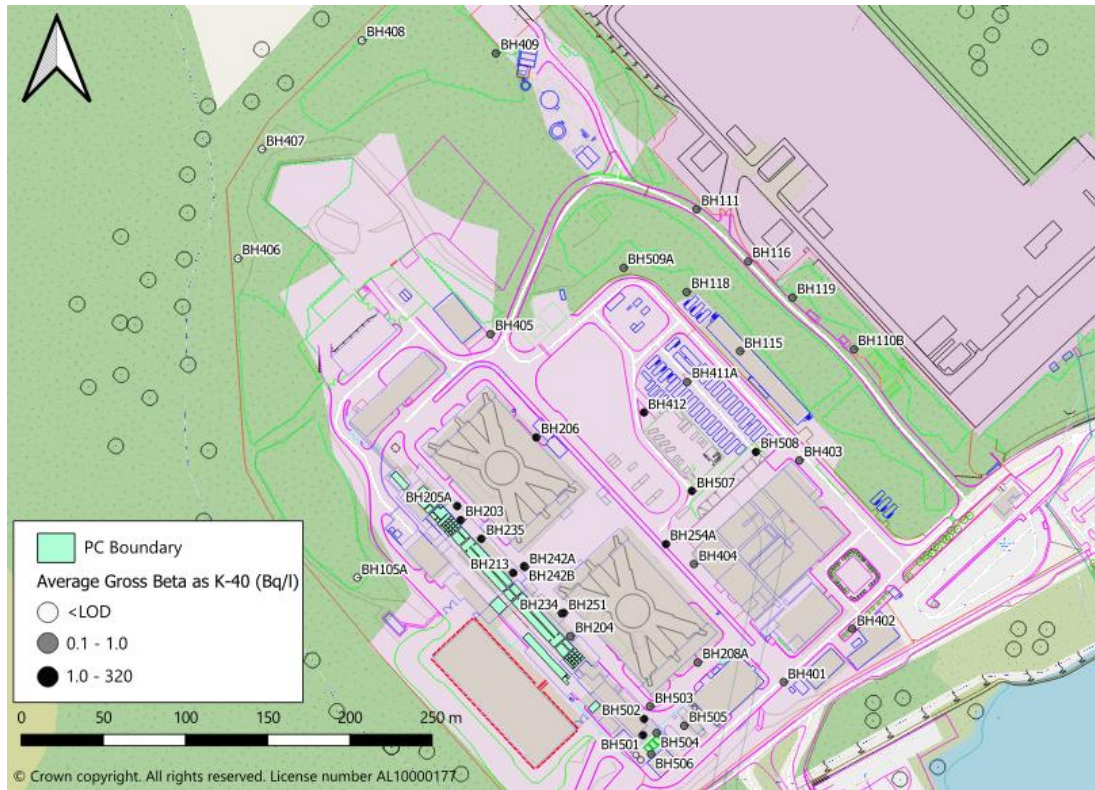 BH408
BH409
BH407
BH111
BH406
BH116
BH509A
BH118
BH119
BH405
BH115
BH110B
BH411A
BH412
BH206
BH508
BH403
BH507
BH205A
BH203
BH235
BH254A
BH242A
BH404
BH213
BH242B
BH105A
BH234
BH251
BH204
BH402
BH208A
BH401
BH503
BH502
BH505
BH501
BH504
BH506
PC Boundary
Average Gross Beta as K-40 (Bq/l)
<LOD
0.1 - 1.0
1.0 - 320
0 50 100 150 200 250 m
© Crown copyright. All rights reserved. License number AL10000177